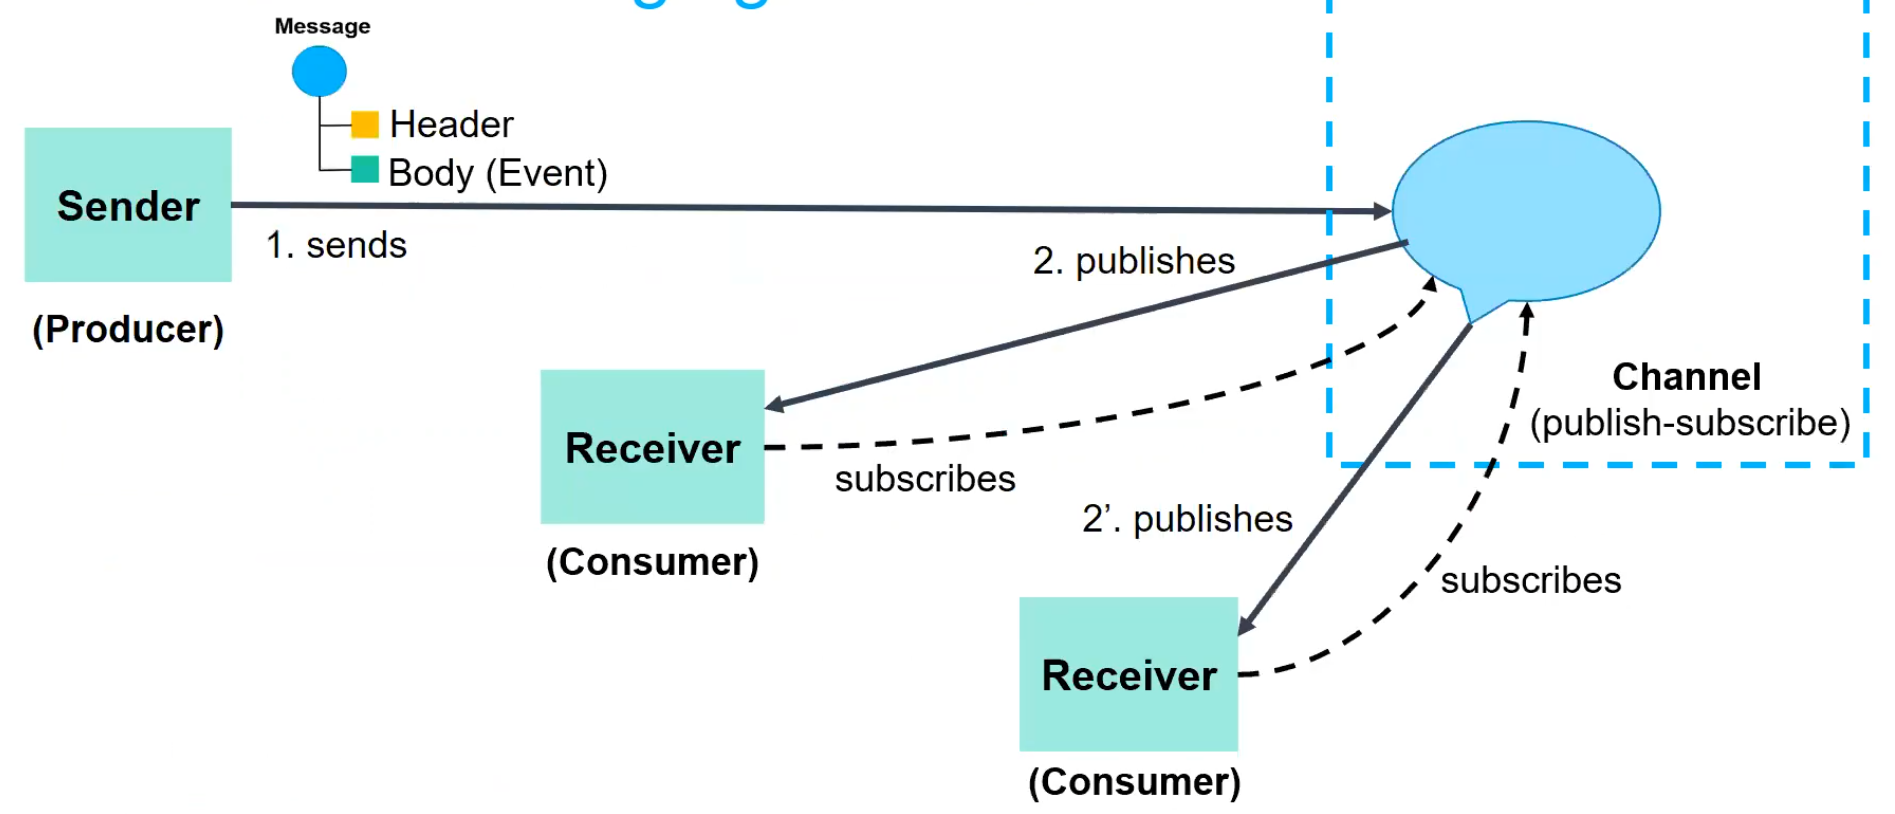 Message
Header
Body (Event)
Sender
1. sends
(Producer)
2. publishes
Receiver
subscribes
(Consumer)
Channel
(publish-subscribe)
2’. publishes
subscribes
Receiver
(Consumer)